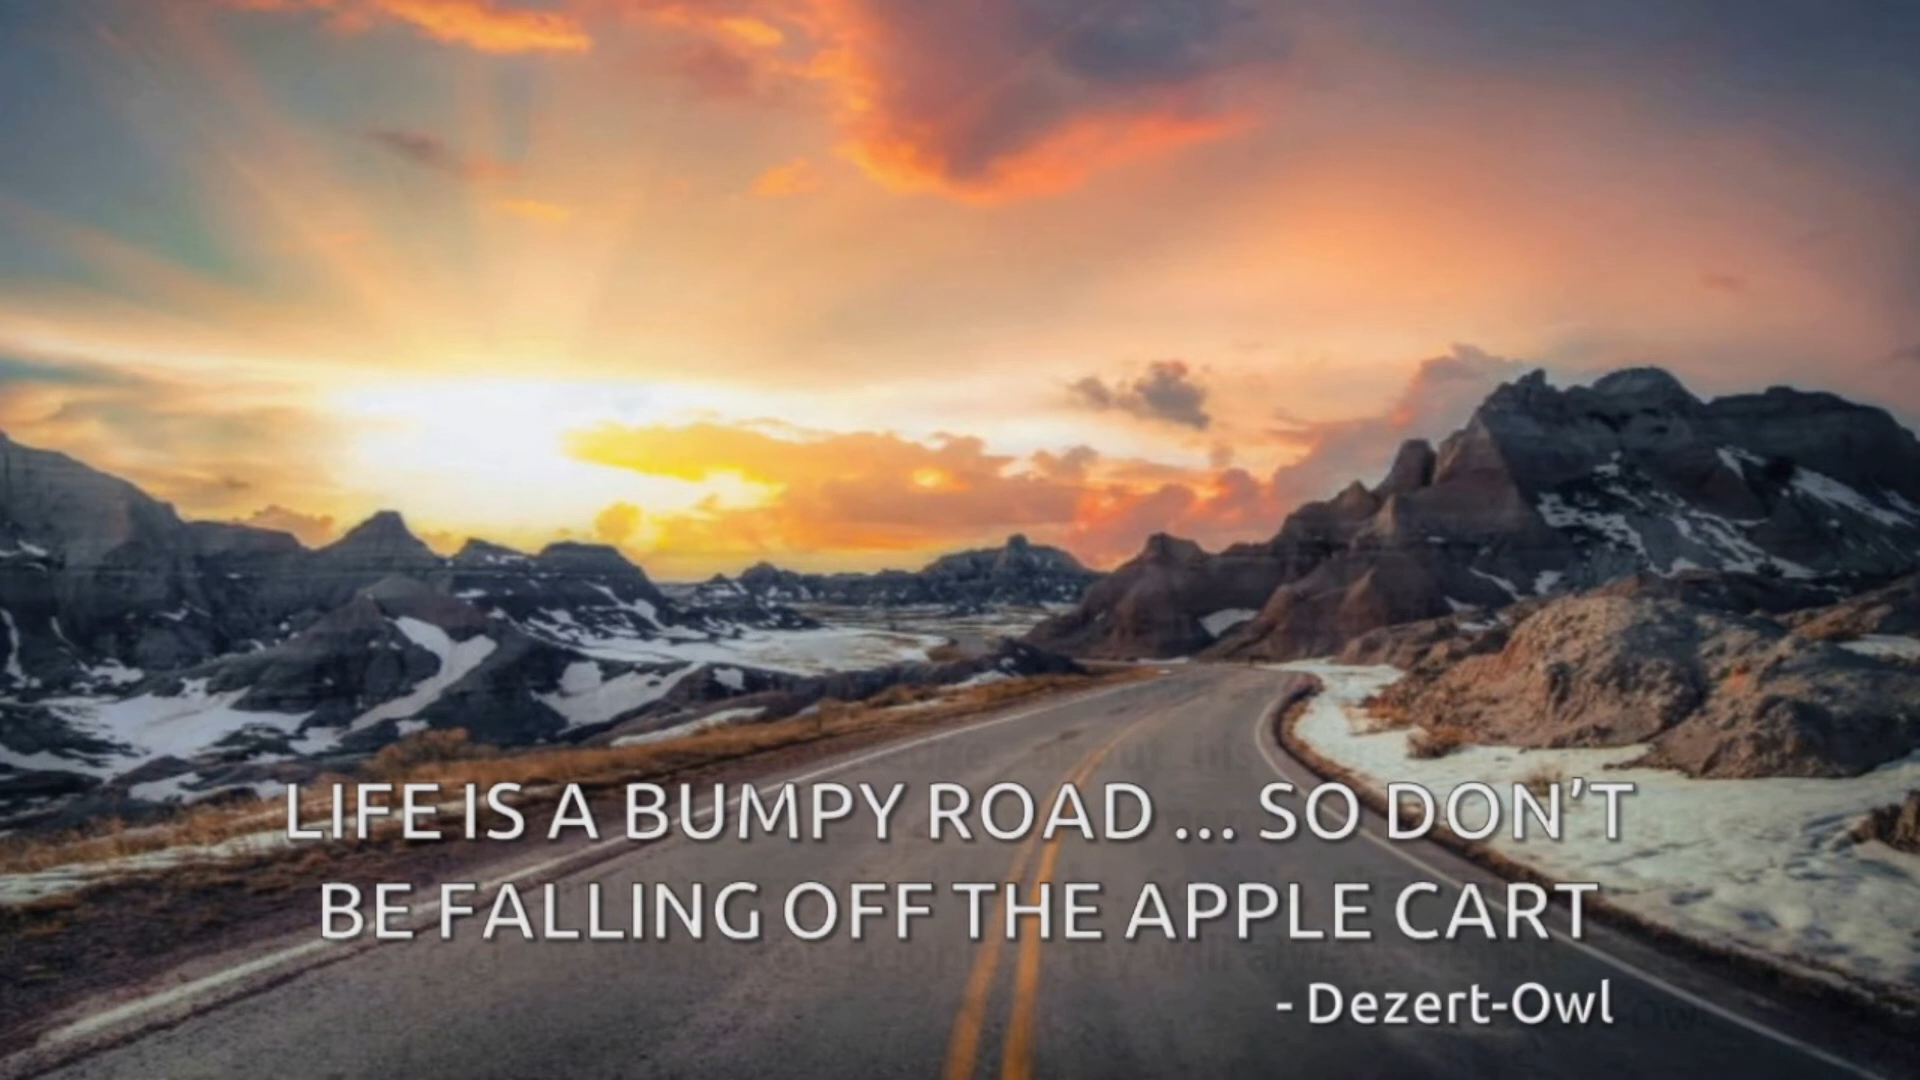 LIFE IS A BUMPY ROAD ... SO DON’T
BE FALLING OFF THE APPLE CART
- Dezert-Owl